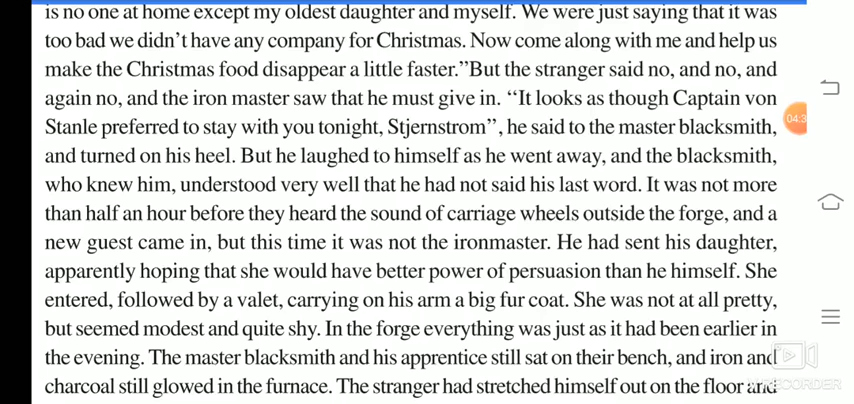 is no one at home except my oldest daughter and myself. We were just saying that it was
too bad we didn't have any company for Christmas. Now come along with me and help us
make the Christmas food disappear a little faster.”But the stranger said no, and no, and
again no, and the iron master saw that he must give in. “It looks as though Captain von
Stanle preferred to stay with you tonight, Stjernstrom”, he said to the master blacksmith,
and turned on his heel. But he laughed to himself as he went away, and the blacksmith,
who knew him, understood very well that he had not said his last word. It was not more
than half an hour before they heard the sound of carriage wheels outside the forge, and a
new guest came in, but this time it was not the ironmaster. He had sent his daughter,
apparently hoping that she would have better power of persuasion than he himself. She
entered, followed by a valet, carrying on his arm a big fur coat. She was not at all pretty,
but seemed modest and quite shy. In the forge everything was just as it had been earlier in
the evening. The master blacksmith and his apprentice still sat on their bench, and iron and
charcoal still glowed in the furnace. The stranger had stretched himself out on the floor and
04:3
RECORDER